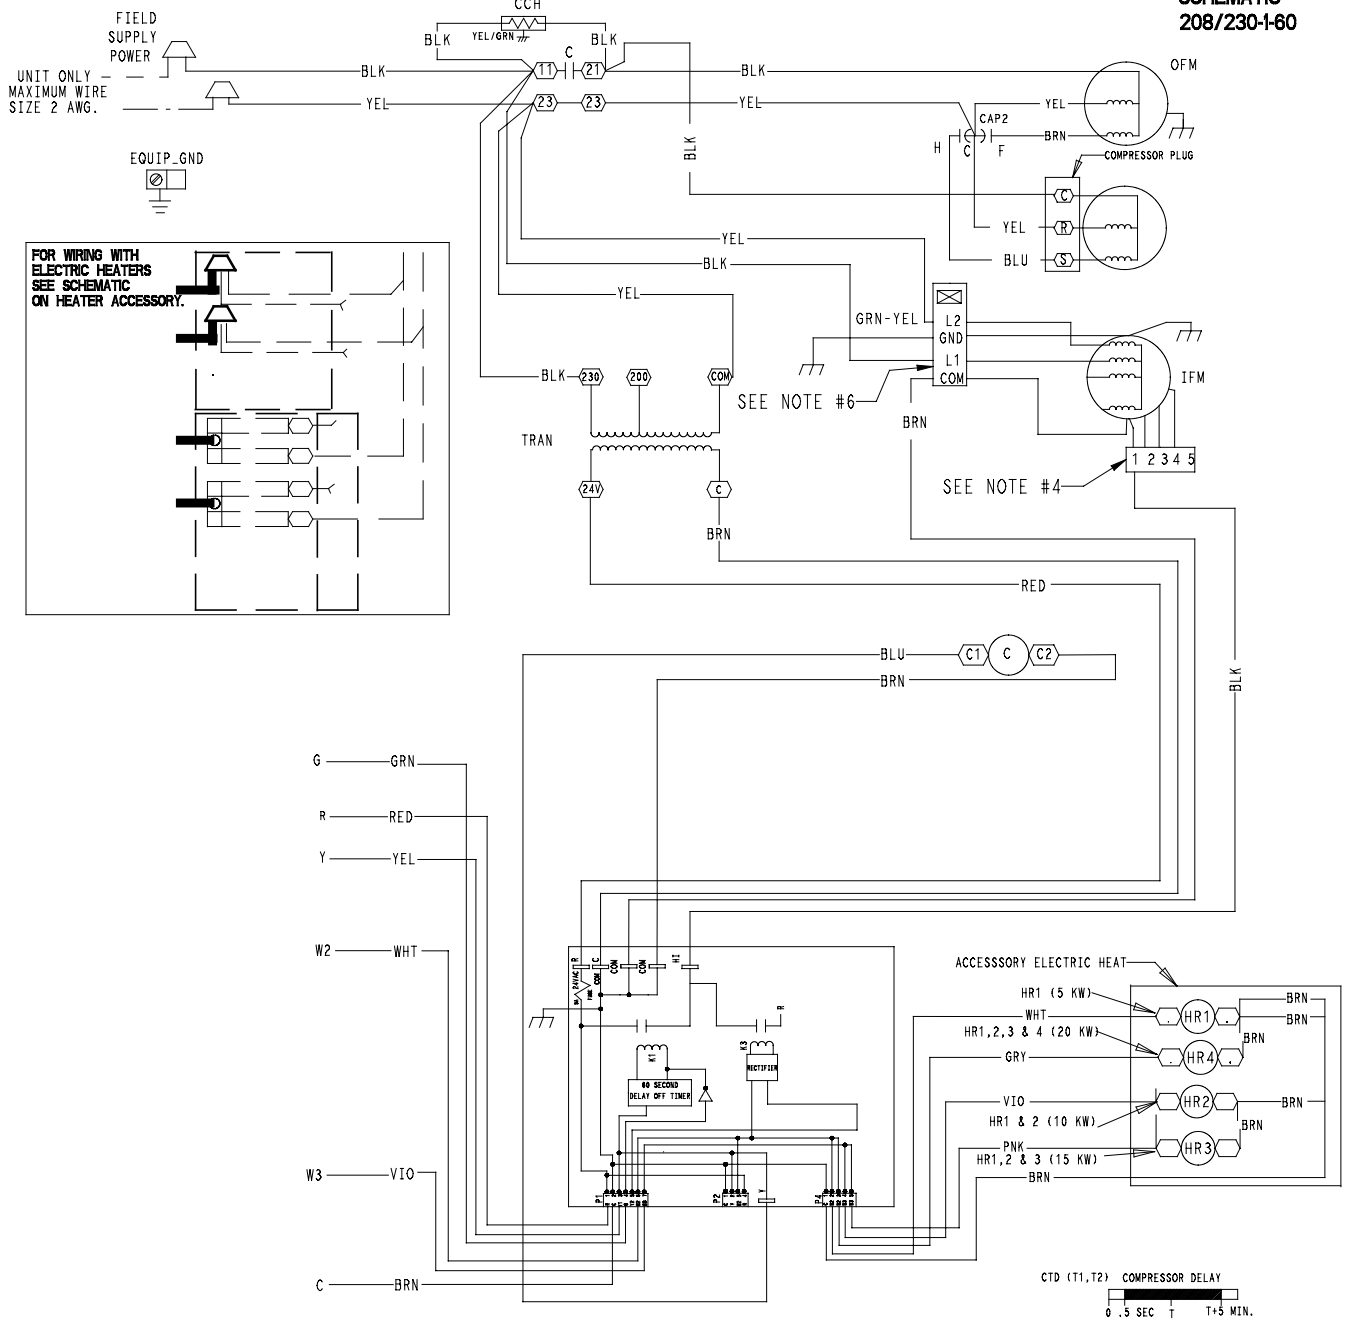 SCHEMATIC
208/230-1-60
FIELD
SUPPLY
POWER
UNIT ONLY
MAXIMUM WIRE
SIZE 2 AWG.
BLK
YEL
EQUIP_GND
CCH
BLK
YEL/GRN
BLK
C
11
21
23
23
BLK
YEL
BLK
OFM
YEL
BRN
CAP2
H
C
F
COMPRESSOR PLUG
C
YEL
R
BLU
S
FOR WIRING WITH
ELECTRIC HEATERS
SEE SCHEMATIC
ON HEATER ACCESSORY.
YEL
BLK
YEL
GRN-YEL
L2
GND
L1
COM
SEE NOTE #6
BRN
IFM
1 2 3 4 5
SEE NOTE #4
BLK
230
200
COM
TRAN
24V
C
BRN
RED
BLU
C1
C
C2
BRN
BLK
G
GRN
R
RED
Y
YEL
W2
WHT
W3
VIO
C
BRN
R
24VAC
C
COM
COM
COM
HI
R
K1
K3
RECTIFIER
60 SECOND
DELAY OFF TIMER
P1
P2
Y
P4
ACCESSSORY ELECTRIC HEAT
HR1 (5 KW)
WHT
HR1
BRN
BRN
HR1,2,3 & 4 (20 KW)
GRY
HR4
BRN
VIO
HR2
BRN
HR1 & 2 (10 KW)
BRN
PNK
HR3
HR1,2 & 3 (15 KW)
BRN
CTD (T1,T2) COMPRESSOR DELAY
0 .5 SEC T T+5 MIN.